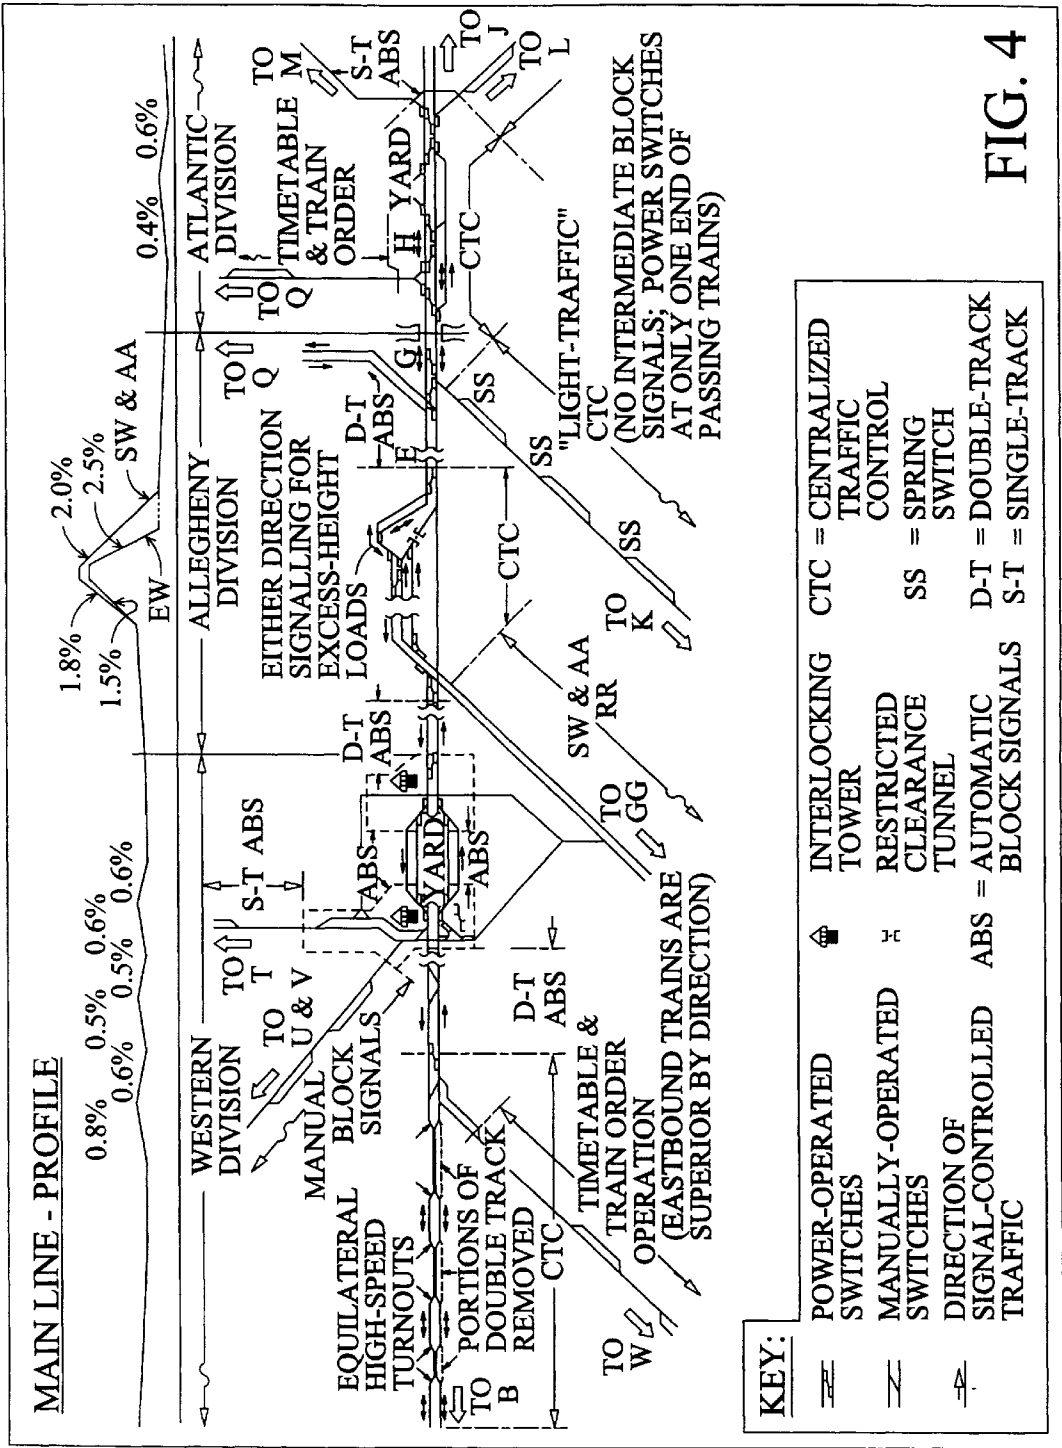 MAIN LINE - PROFILE
0.8%
0.6%
0.5%
0.5%
0.6%
0.6%
1.8%
1.5%
2.0%
2.5%
SW & AA
EW
0.4%
0.6%
WESTERN
DIVISION
ALLEGHENY
DIVISION
ATLANTIC
DIVISION
S-T ABS
TO
T
TO
U & V
MANUAL
BLOCK
SIGNALS
EQUILATERAL
HIGH-SPEED
TURNOUTS
TO
B
PORTIONS OF
DOUBLE TRACK
REMOVED
CTC
TO
W
TIMETABLE &
TRAIN ORDER
OPERATION
(EASTBOUND TRAINS ARE
SUPERIOR BY DIRECTION)
D-T
ABS
ABS
YARD
ABS
D-T
ABS
EITHER DIRECTION
SIGNALLING FOR
EXCESS-HEIGHT
LOADS
TO
GG
SW & AA
RR
CTC
D-T
ABS
F
G
TO
Q
TO
Q
TIMETABLE
& TRAIN
ORDER
H YARD
TO
M
S-T
ABS
TO
J
TO
L
CTC
SS
SS
SS
TO
K
"LIGHT-TRAFFIC"
CTC
(NO INTERMEDIATE BLOCK
SIGNALS; POWER SWITCHES
AT ONLY ONE END OF
PASSING TRAINS)
KEY:
POWER-OPERATED
SWITCHES
MANUALLY-OPERATED
SWITCHES
DIRECTION OF
SIGNAL-CONTROLLED
TRAFFIC
INTERLOCKING
TOWER
RESTRICTED
CLEARANCE
TUNNEL
ABS = AUTOMATIC
BLOCK SIGNALS
CTC = CENTRALIZED
TRAFFIC
CONTROL
SS = SPRING
SWITCH
D-T = DOUBLE-TRACK
S-T = SINGLE-TRACK
FIG. 4